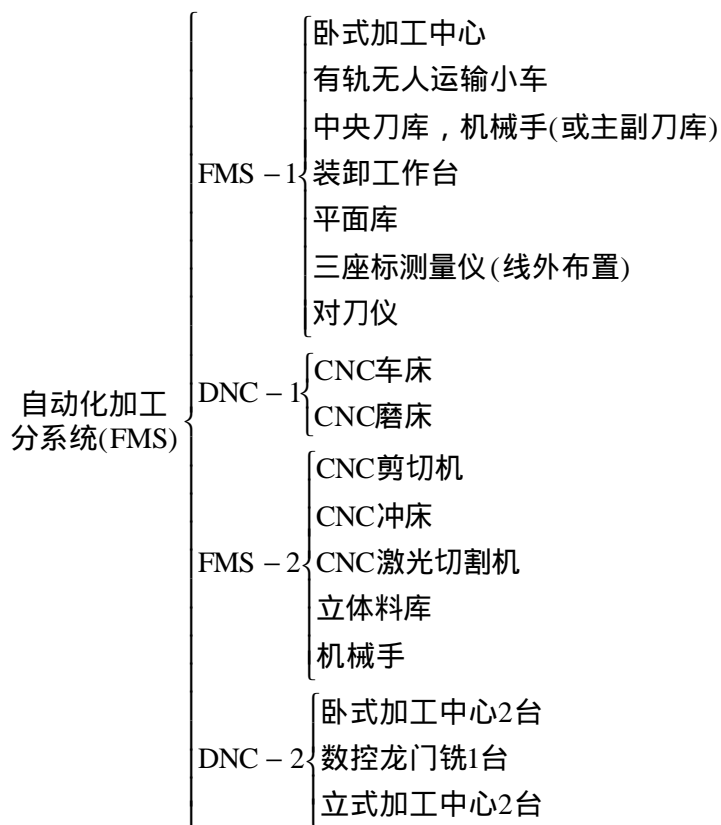 自动化加工
分系统(FMS)
FMS－1
卧式加工中心
有轨无人运输小车
中央刀库，机械手(或主副刀库)
装卸工作台
平面库
三座标测量仪(线外布置)
对刀仪
DNC－1
CNC车床
CNC磨床
FMS－2
CNC剪切机
CNC冲床
CNC激光切割机
立体料库
机械手
DNC－2
卧式加工中心2台
数控龙门铣1台
立式加工中心2台